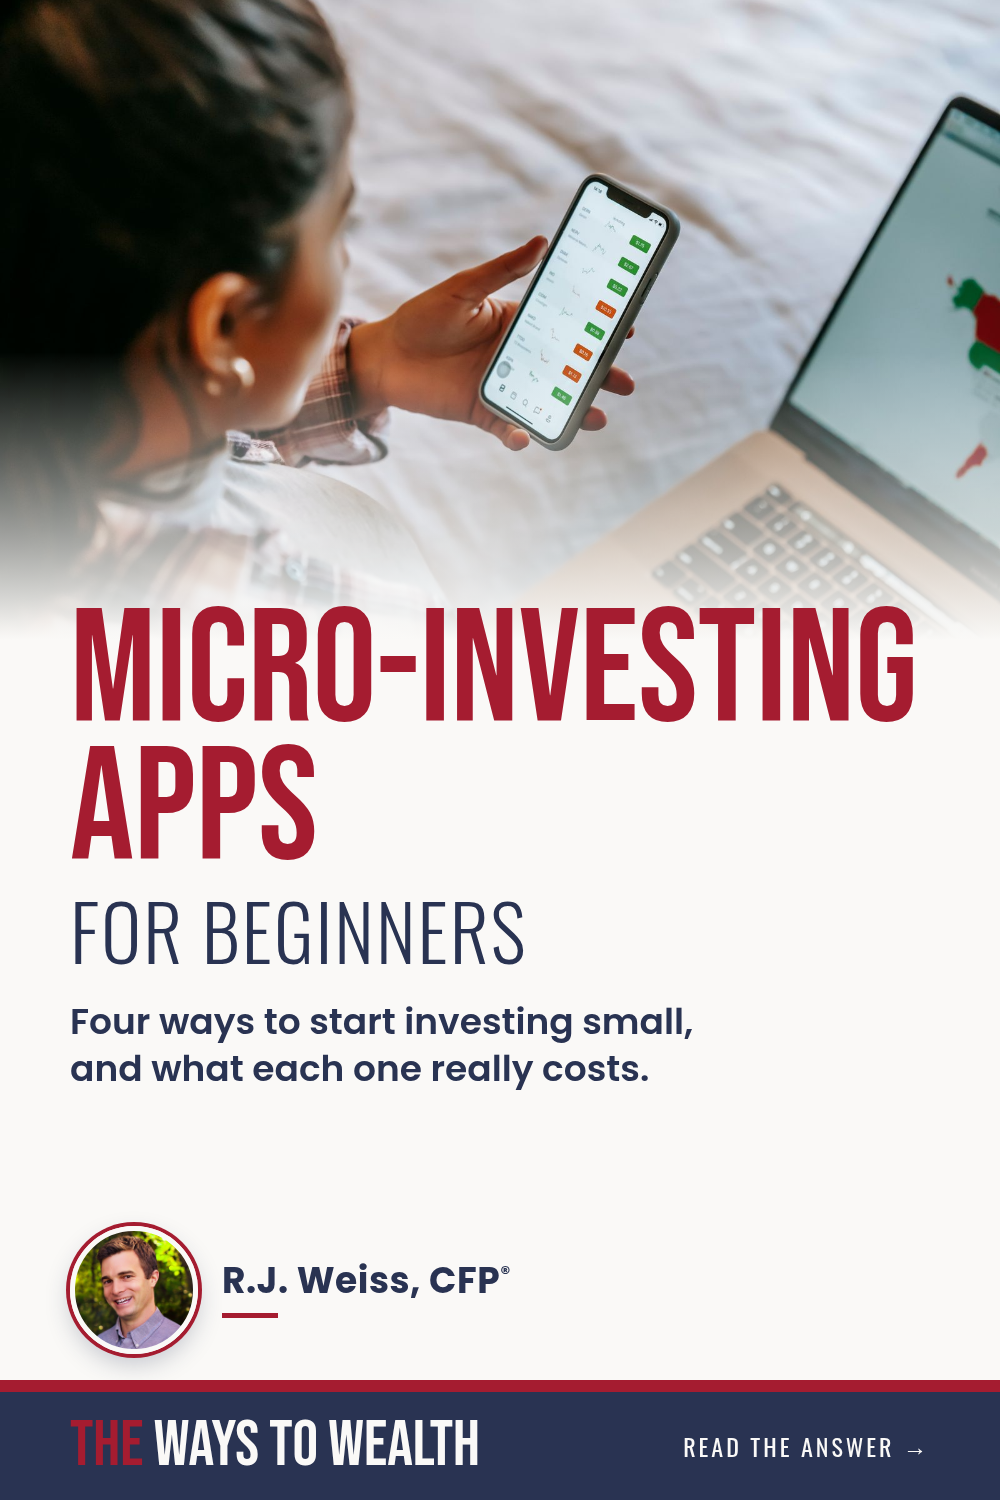 MICRO-INVESTING
APPS
FOR BEGINNERS
Four ways to start investing small,
and what each one really costs.
R.J. Weiss, CFP®
THE WAYS TO WEALTH
READ THE ANSWER →